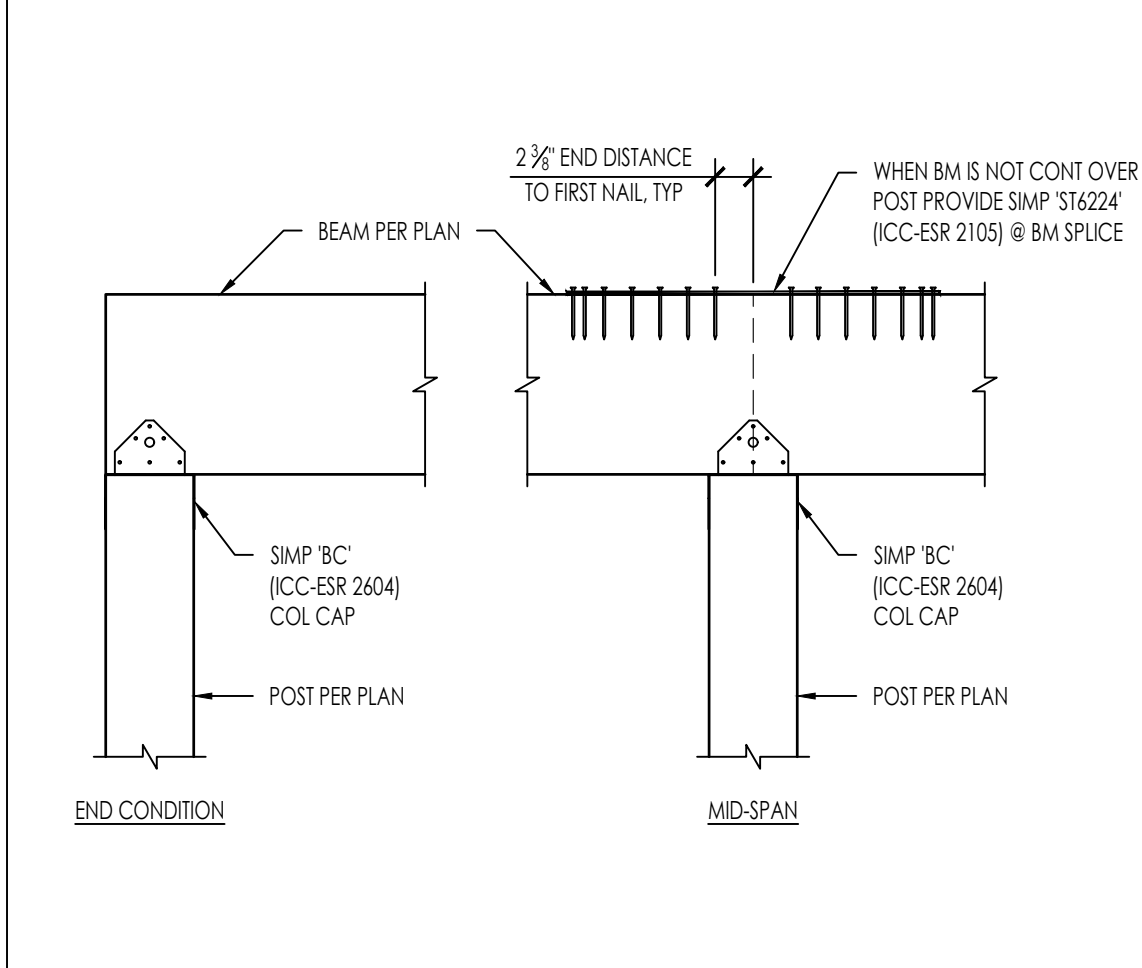 2 3/8" END DISTANCE
TO FIRST NAIL, TYP
WHEN BM IS NOT CONT OVER
POST PROVIDE SIMP 'ST6224'
(ICC-ESR 2105) @ BM SPLICE
BEAM PER PLAN
SIMP 'BC'
(ICC-ESR 2604)
COL CAP
SIMP 'BC'
(ICC-ESR 2604)
COL CAP
POST PER PLAN
POST PER PLAN
END CONDITION
MID-SPAN